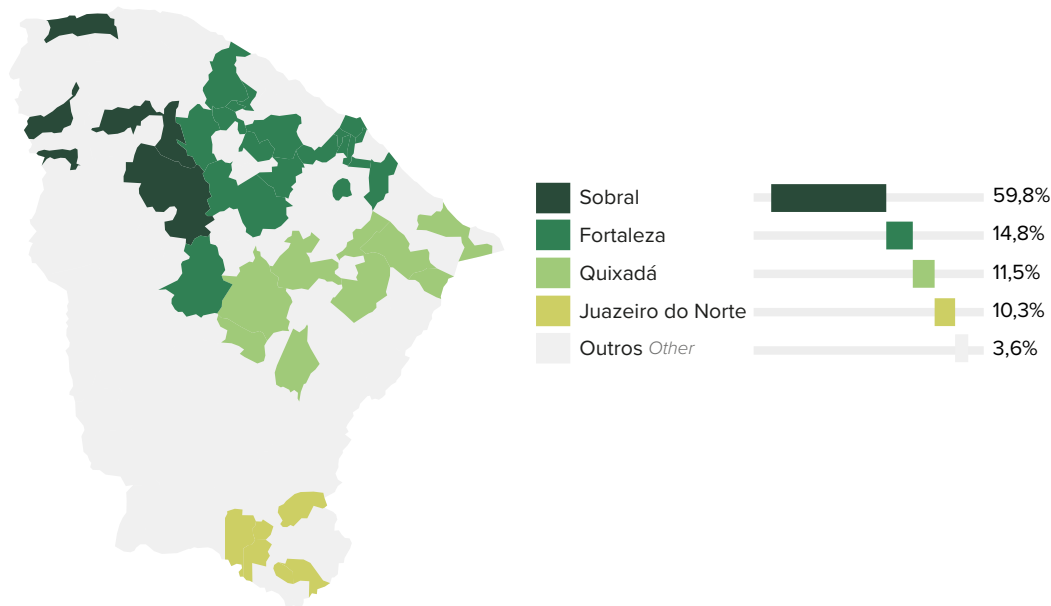 Sobral 59,8%
Fortaleza 14,8%
Quixadá 11,5%
Juazeiro do Norte 10,3%
Outros Other 3,6%